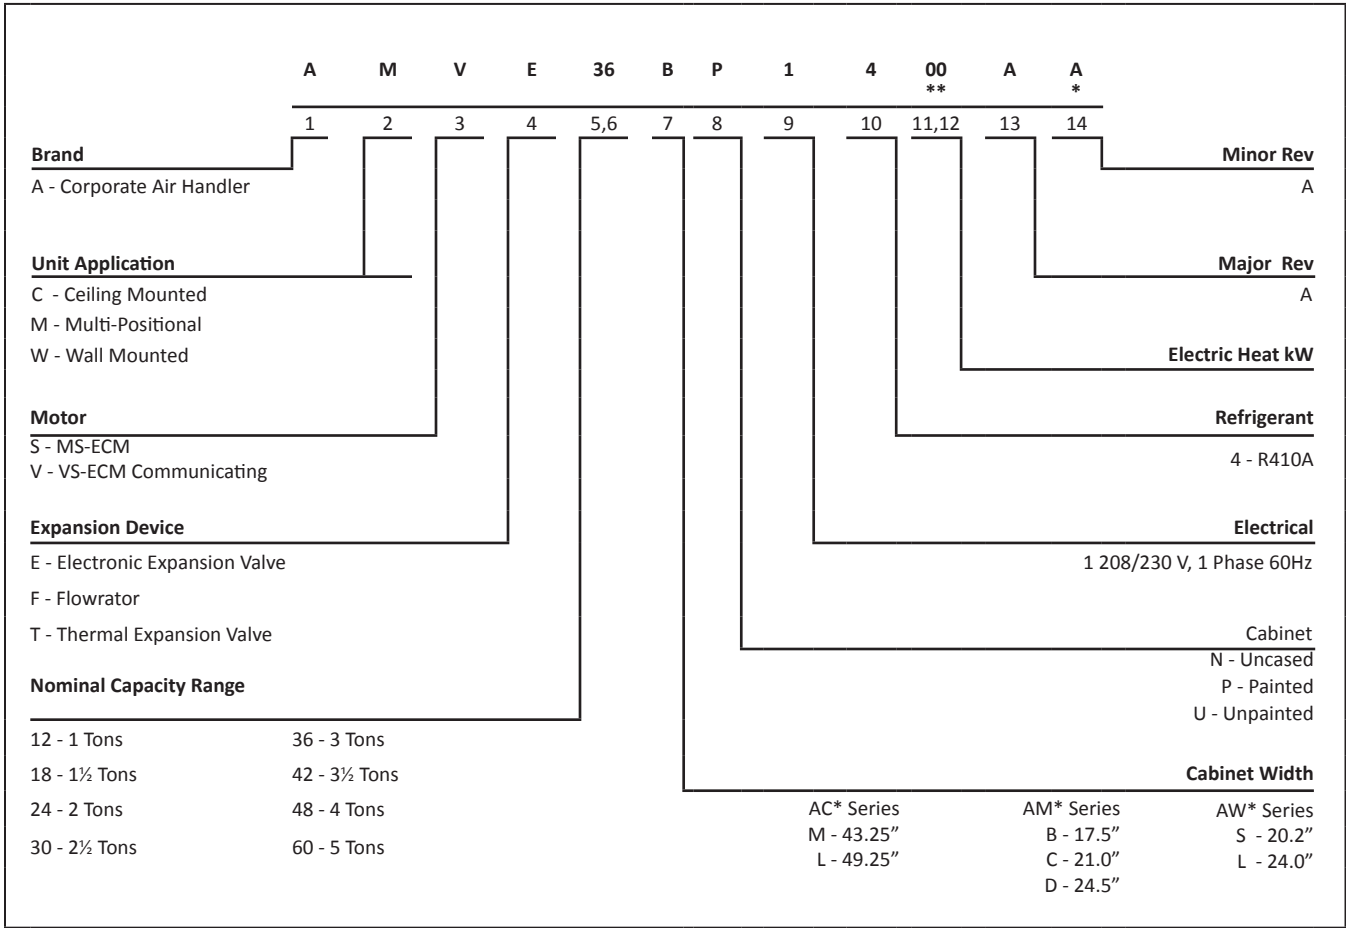 A M V E 36 B P 1 4 00 A A
** *
1 2 3 4 5,6 7 8 9 10 11,12 13 14
Brand
A - Corporate Air Handler
Unit Application
C - Ceiling Mounted
M - Multi-Positional
W - Wall Mounted
Motor
S - MS-ECM
V - VS-ECM Communicating
Expansion Device
E - Electronic Expansion Valve
F - Flowrator
T - Thermal Expansion Valve
Nominal Capacity Range
12 - 1 Tons 36 - 3 Tons
18 - 1½ Tons 42 - 3½ Tons
24 - 2 Tons 48 - 4 Tons
30 - 2½ Tons 60 - 5 Tons
Minor Rev
A
Major Rev
A
Electric Heat kW
Refrigerant
4 - R410A
Electrical
1 208/230 V, 1 Phase 60Hz
Cabinet
N - Uncased
P - Painted
U - Unpainted
Cabinet Width
AC* Series AM* Series AW* Series
M - 43.25” B - 17.5” S - 20.2”
L - 49.25” C - 21.0” L - 24.0”
D - 24.5”